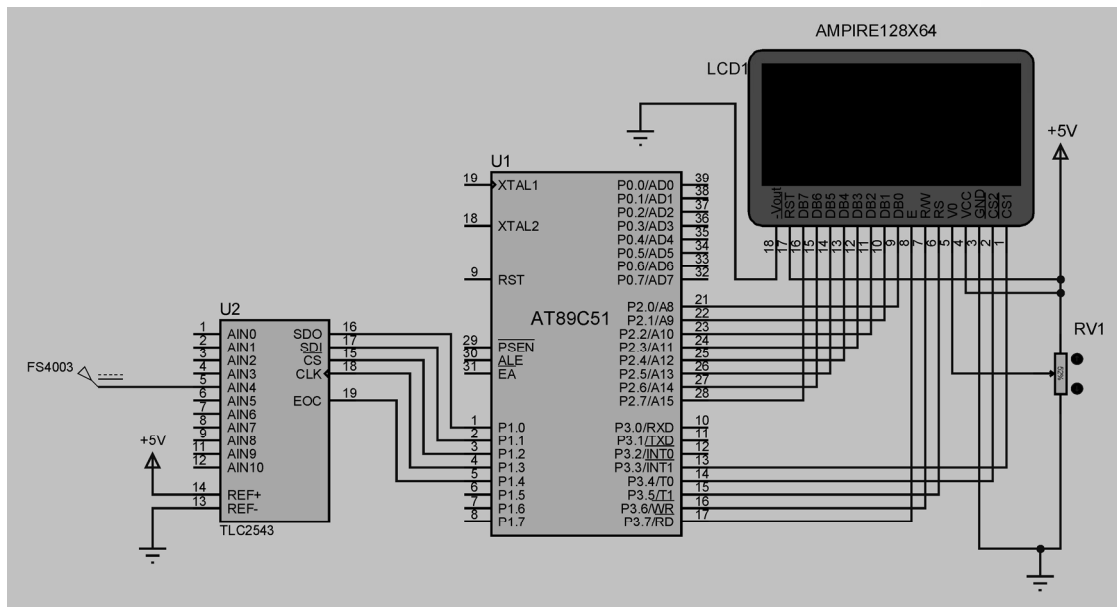 AMPIRE128X64
LCD1
-Vout RST DB7 DB6 DB5 DB4 DB3 DB2 DB1 DB0 E R/W RS V0 VCC GND CS2 CS1
18 17 16 15 14 13 12 11 10 9 8 7 6 5 4 3 2 1
+5V
RV1
52%
U1
AT89C51
19 XTAL1
18 XTAL2
9 RST
29 PSEN
30 ALE
31 EA
1 P1.0
2 P1.1
3 P1.2
4 P1.3
5 P1.4
6 P1.5
7 P1.6
8 P1.7
P0.0/AD0 39
P0.1/AD1 38
P0.2/AD2 37
P0.3/AD3 36
P0.4/AD4 35
P0.5/AD5 34
P0.6/AD6 33
P0.7/AD7 32
P2.0/A8 21
P2.1/A9 22
P2.2/A10 23
P2.3/A11 24
P2.4/A12 25
P2.5/A13 26
P2.6/A14 27
P2.7/A15 28
P3.0/RXD 10
P3.1/TXD 11
P3.2/INT0 12
P3.3/INT1 13
P3.4/T0 14
P3.5/T1 15
P3.6/WR 16
P3.7/RD 17
U2
1 AIN0
2 AIN1
3 AIN2
4 AIN3
5 AIN4
6 AIN5
7 AIN6
8 AIN7
9 AIN8
11 AIN9
12 AIN10
14 REF+
13 REF-
SDO 16
SDI 17
CS 15
CLK 18
EOC 19
TLC2543
FS4003
+5V